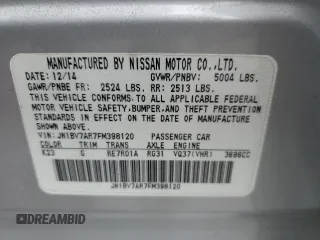 MANUFACTURED BY NISSAN MOTOR CO.,LTD.
DATE: 12/14 GVWR/PNBV: 5004 LBS.
GAWR/PNBE FR: 2524 LBS. RR: 2513 LBS.
THIS VEHICLE CONFORMS TO ALL APPLICABLE FEDERAL
MOTOR VEHICLE SAFETY,BUMPER,AND THEFT PREVENTION
STANDARDS IN EFFECT ON THE DATE OF
MANUFACTURE SHOWN ABOVE.
VIN : JN1BV7AR7FM398120 PASSENGER CAR
COLOR TRIM TRANS AXLE ENGINE
K23 G RE7R01A RG31 VQ37(VHR) 3696CC
JN1BV7AR7FM398120
© DREAMBID